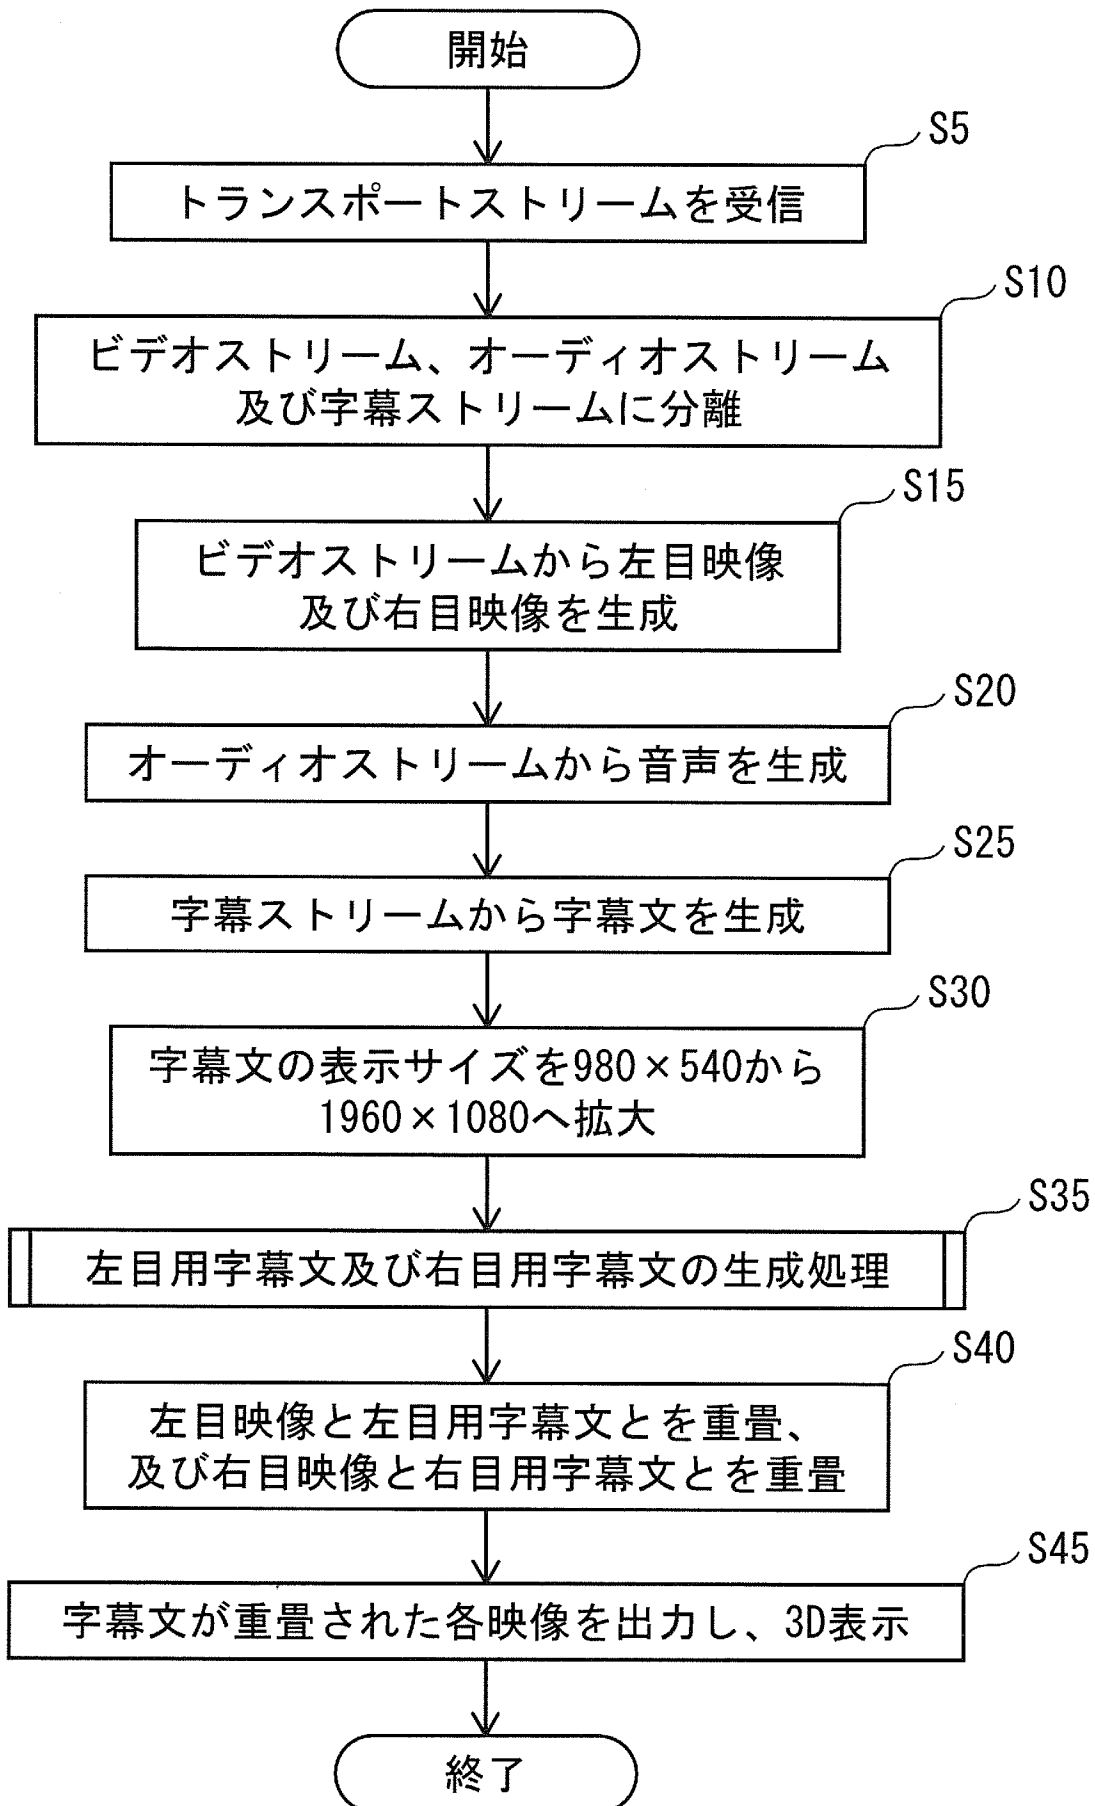 開始
S5
トランスポートストリームを受信
S10
ビデオストリーム、オーディオストリーム
及び字幕ストリームに分離
S15
ビデオストリームから左目映像
及び右目映像を生成
S20
オーディオストリームから音声を生成
S25
字幕ストリームから字幕文を生成
S30
字幕文の表示サイズを980×540から
1960×1080へ拡大
S35
左目用字幕文及び右目用字幕文の生成処理
S40
左目映像と左目用字幕文とを重畳、
及び右目映像と右目用字幕文とを重畳
S45
字幕文が重畳された各映像を出力し、3D表示
終了